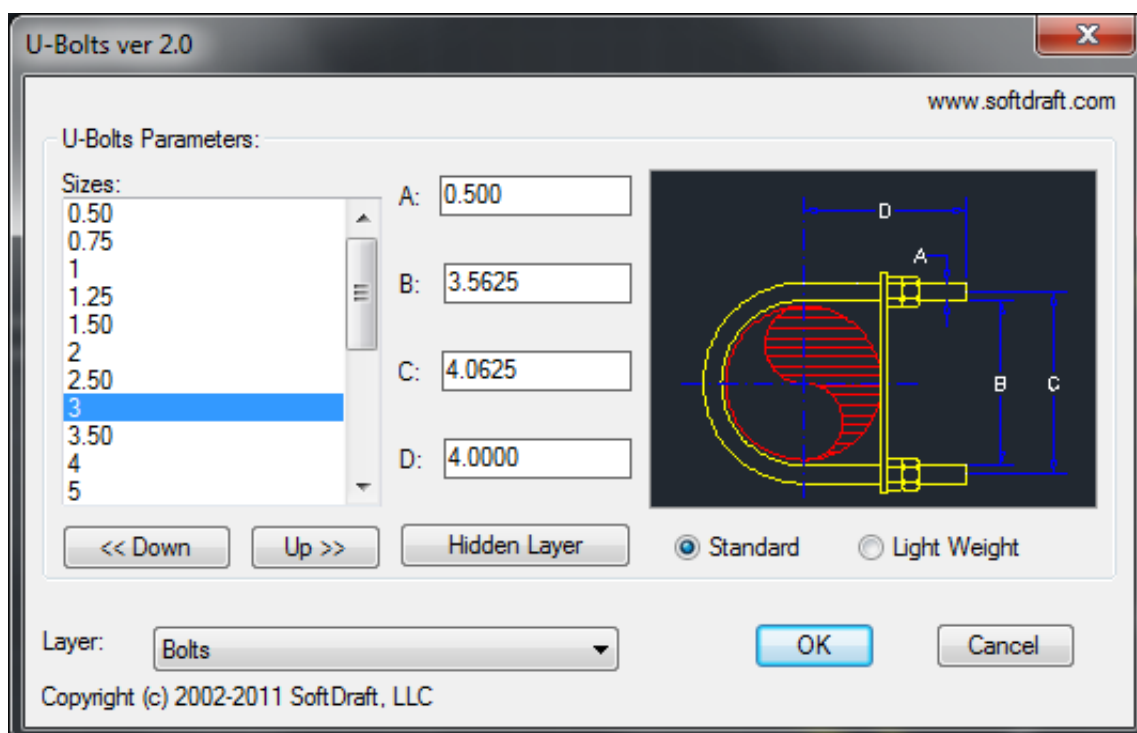 U-Bolts ver 2.0
www.softdraft.com
U-Bolts Parameters:
Sizes:
0.50
0.75
1
1.25
1.50
2
2.50
3
3.50
4
5
A: 0.500
B: 3.5625
C: 4.0625
D: 4.0000
D
A
B C
<< Down Up >> Hidden Layer Standard Light Weight
Layer: Bolts OK Cancel
Copyright (c) 2002-2011 SoftDraft, LLC